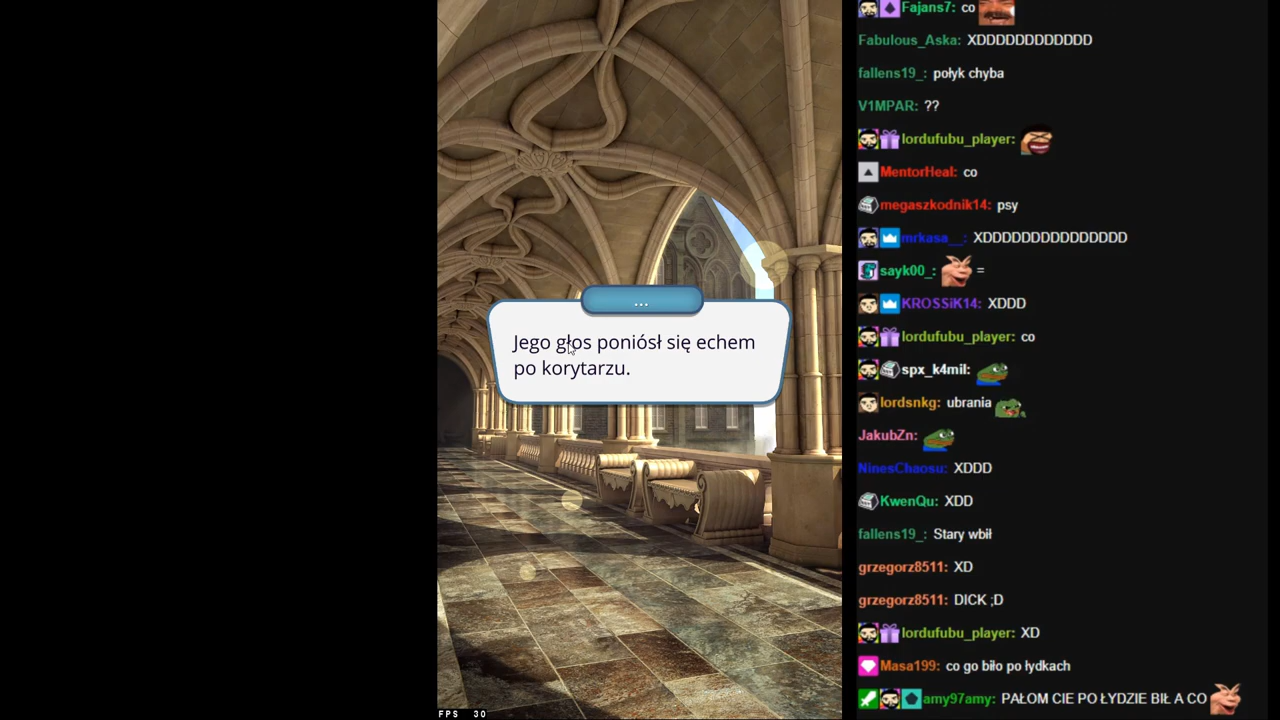 ...
Jego głos poniósł się echem
po korytarzu.
FPS 30
Fajans7: co
Fabulous_Aska: XDDDDDDDDDDDDD
fallens19_: połyk chyba
V1MPAR: ??
lordufubu_player:
MentorHeal: co
megaszkodnik14: psy
mrkasa__: XDDDDDDDDDDDDDDDD
sayk00_: =
KROSSiK14: XDDD
lordufubu_player: co
spx_k4mil:
lordsnkg: ubrania
JakubZn:
NinesChaosu: XDDD
KwenQu: XDD
fallens19_: Stary wbił
grzegorz8511: XD
grzegorz8511: DICK ;D
lordufubu_player: XD
Masa199: co go biło po łydkach
amy97amy: PAŁOM CIE PO ŁYDZIE BIŁ A CO